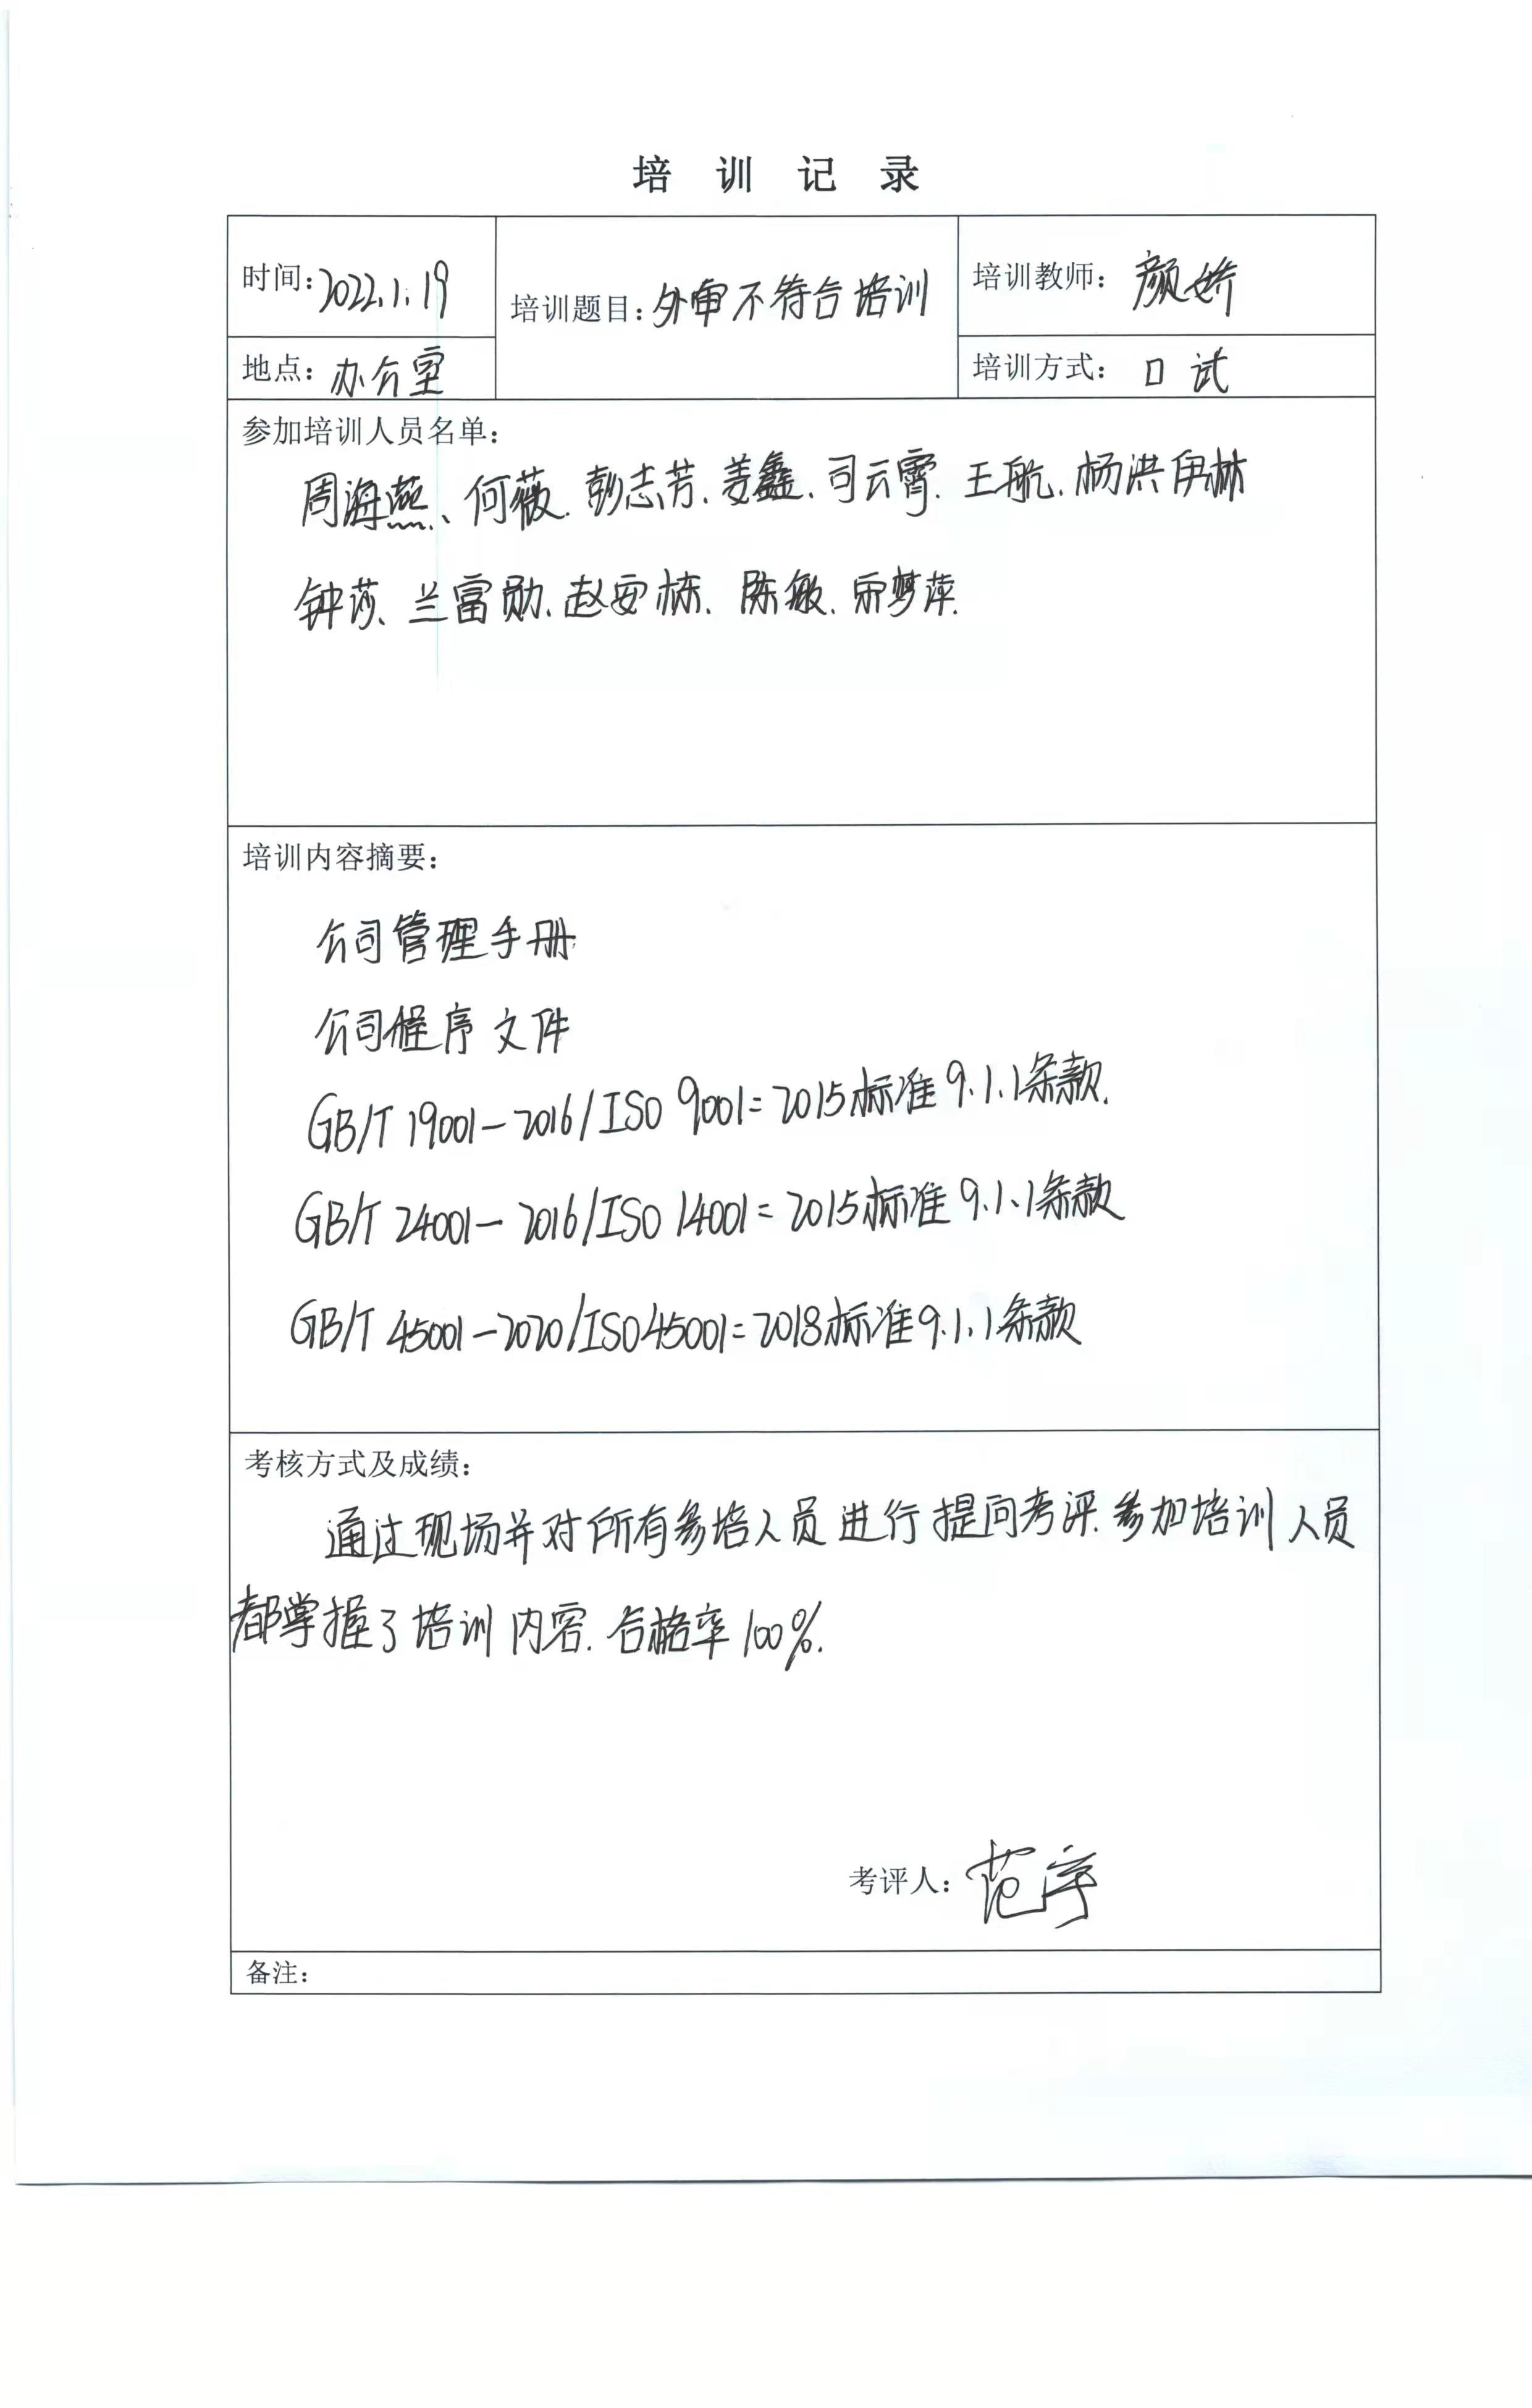 培训记录
时间：2022.1.19
培训题目：外审不符合培训
培训教师：颜娇
地点：办公室
培训方式：口试
参加培训人员名单：
周海燕、何薇.彭志芳.姜鑫.司云霄.王航.杨洪伊林
钟莎、兰富勋.赵安栋.陈敏.宋梦萍.
培训内容摘要：
公司管理手册
公司程序文件
GB/T 19001-2016/ISO 9001=2015标准9.1.1条款.
GB/T 24001-2016/ISO 14001=2015标准9.1.1条款
GB/T 45001-2020/ISO45001=2018标准9.1.1条款
考核方式及成绩：
通过现场并对所有参培人员进行提问考评.参加培训人员
都掌握了培训内容.合格率100%.
考评人：范宇
备注：